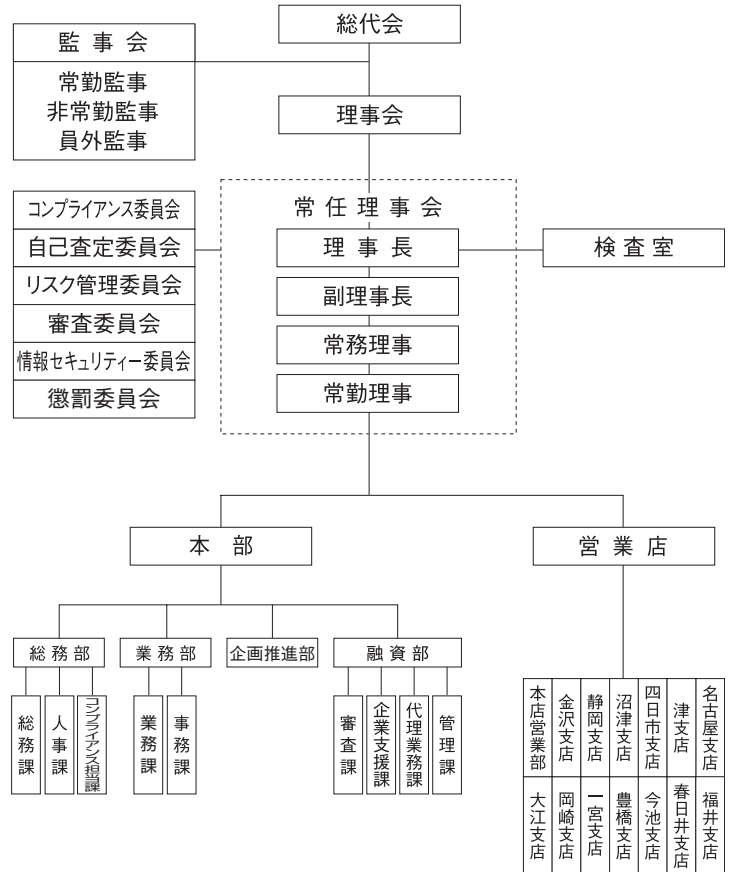 総代会
監事会
常勤監事
非常勤監事
員外監事
理事会
コンプライアンス委員会
自己査定委員会
リスク管理委員会
審査委員会
情報セキュリティー委員会
懲罰委員会
常任理事会
理事長
副理事長
常務理事
常勤理事
検査室
本部
営業店
総務部
業務部
企画推進部
融資部
総務課
人事課
コンプライアンス担当課
業務課
事務課
審査課
企業支援課
代理業務課
管理課
本店営業部
金沢支店
静岡支店
沼津支店
四日市支店
津支店
名古屋支店
大江支店
岡崎支店
一宮支店
豊橋支店
今池支店
春日井支店
福井支店